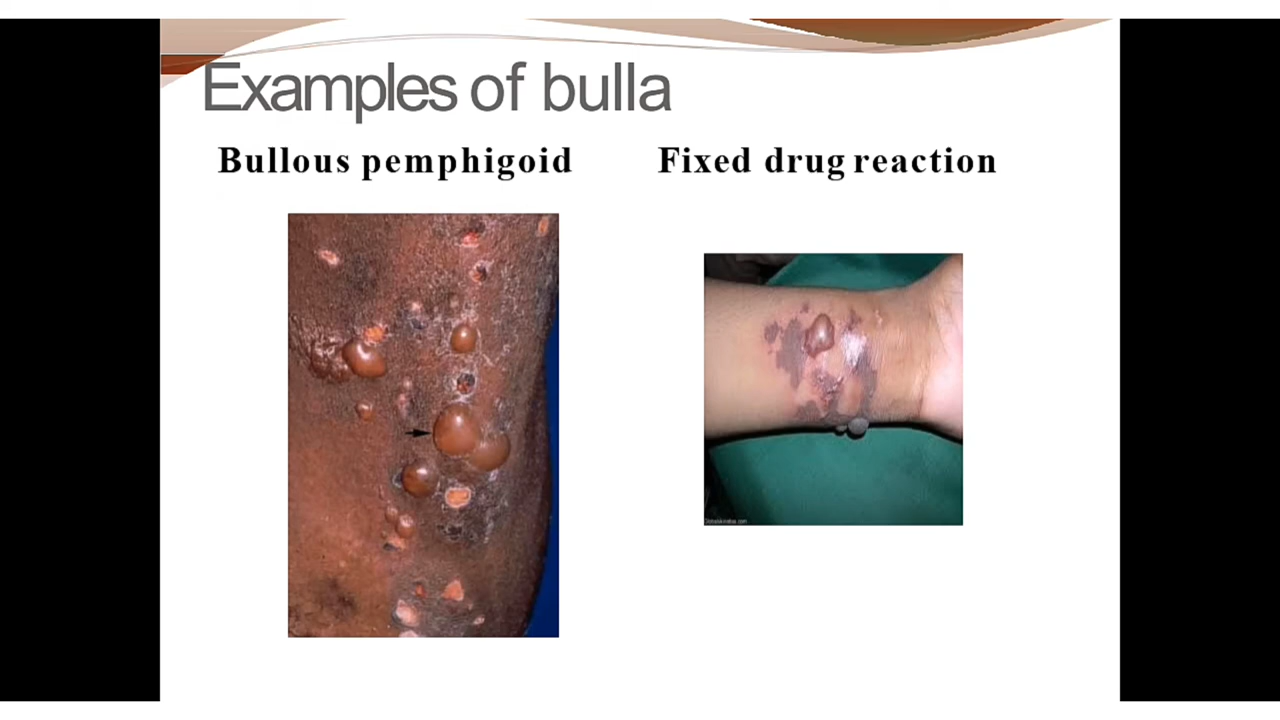 Examples of bulla
Bullous pemphigoid
Fixed drug reaction